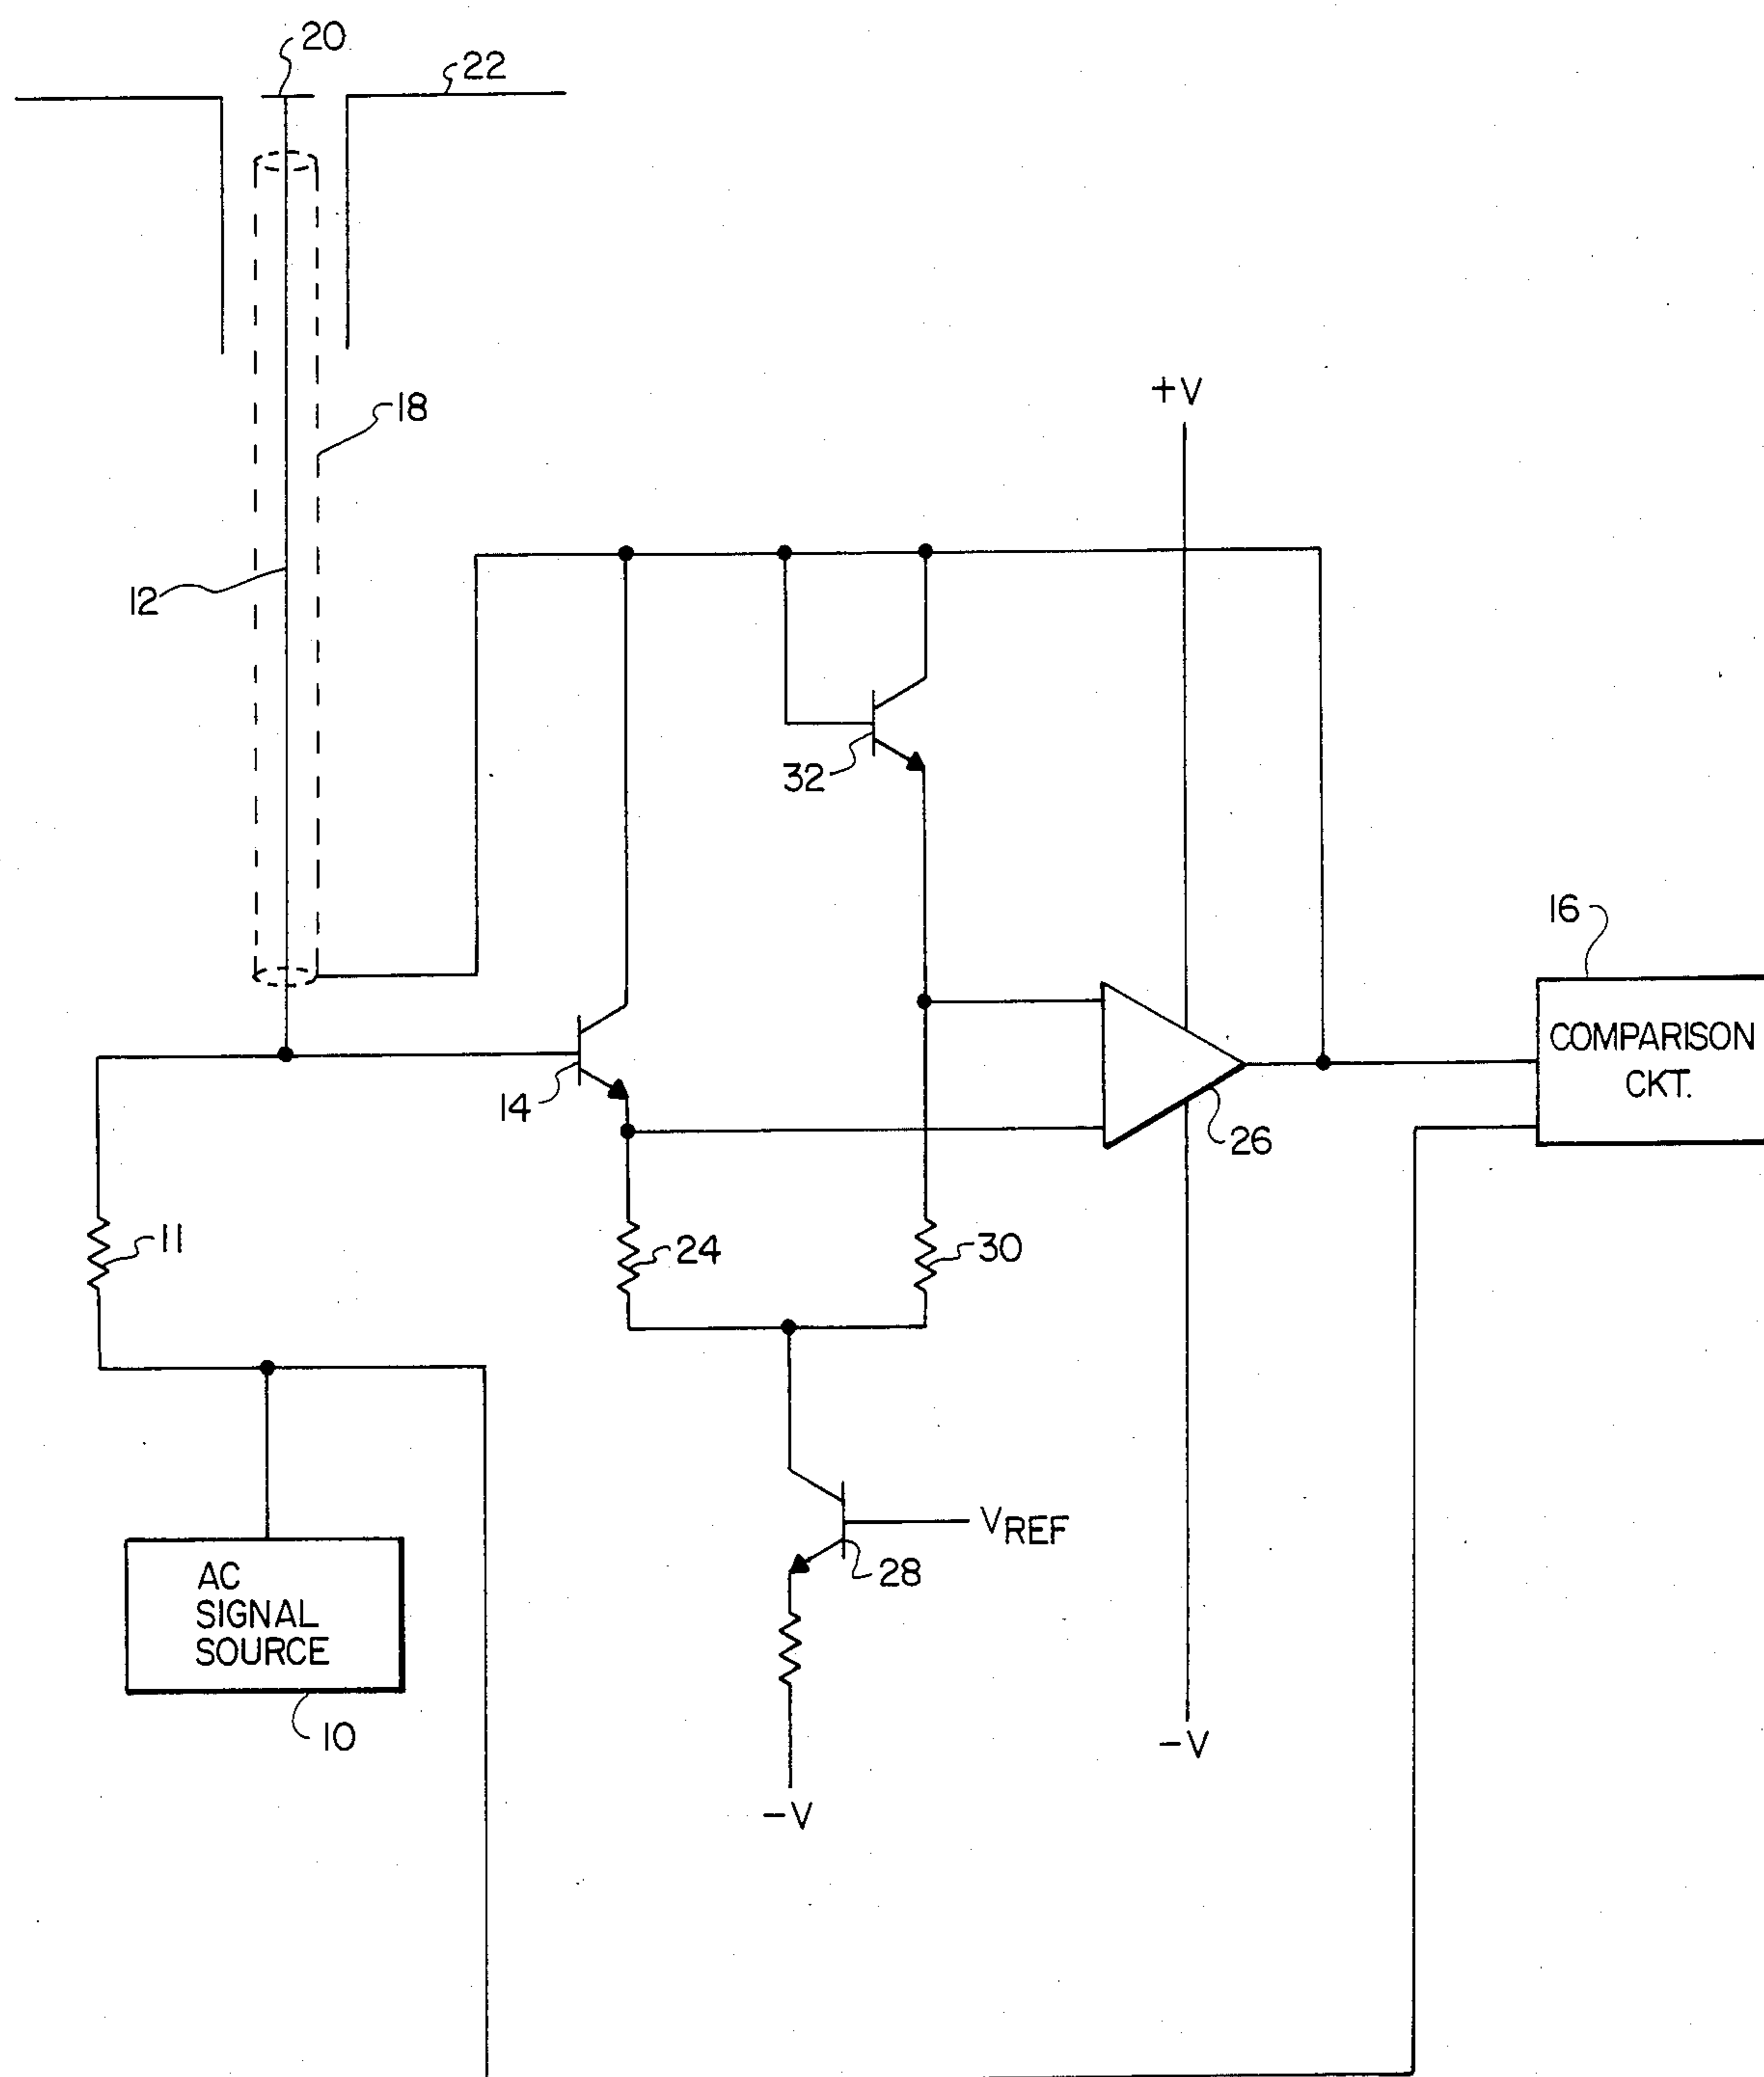 20
22
18
+V
12
32
16
COMPARISON
CKT.
14
26
11
24
30
VREF
28
AC
SIGNAL
SOURCE
10
-V
-V